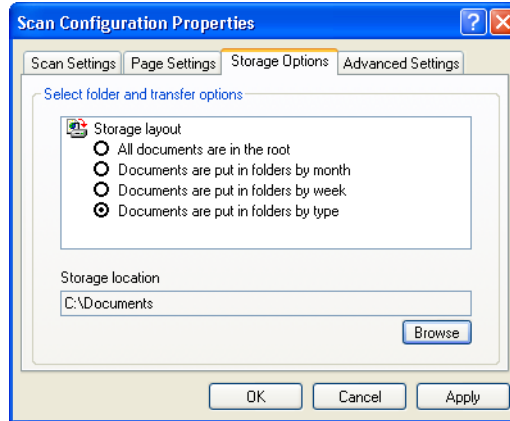 Scan Configuration Properties
Scan Settings Page Settings Storage Options Advanced Settings
Select folder and transfer options
Storage layout
All documents are in the root
Documents are put in folders by month
Documents are put in folders by week
Documents are put in folders by type
Storage location
C:\Documents
Browse
OK Cancel Apply